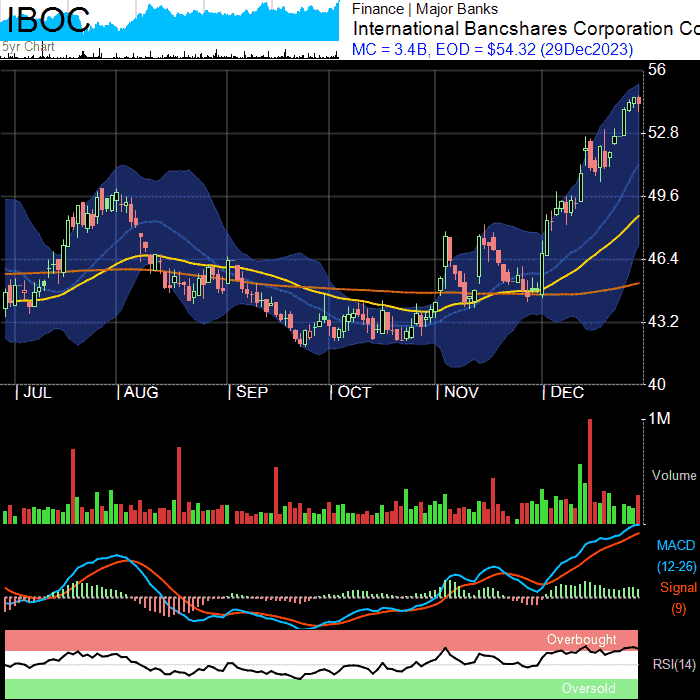 IBOC
5yr Chart
Finance | Major Banks
International Bancshares Corporation Co
MC = 3.4B, EOD = $54.32 (29Dec2023)
56
52.8
49.6
46.4
43.2
40
JUL AUG SEP OCT NOV DEC
1M
Volume
MACD
(12-26)
Signal
(9)
Overbought
RSI(14)
Oversold